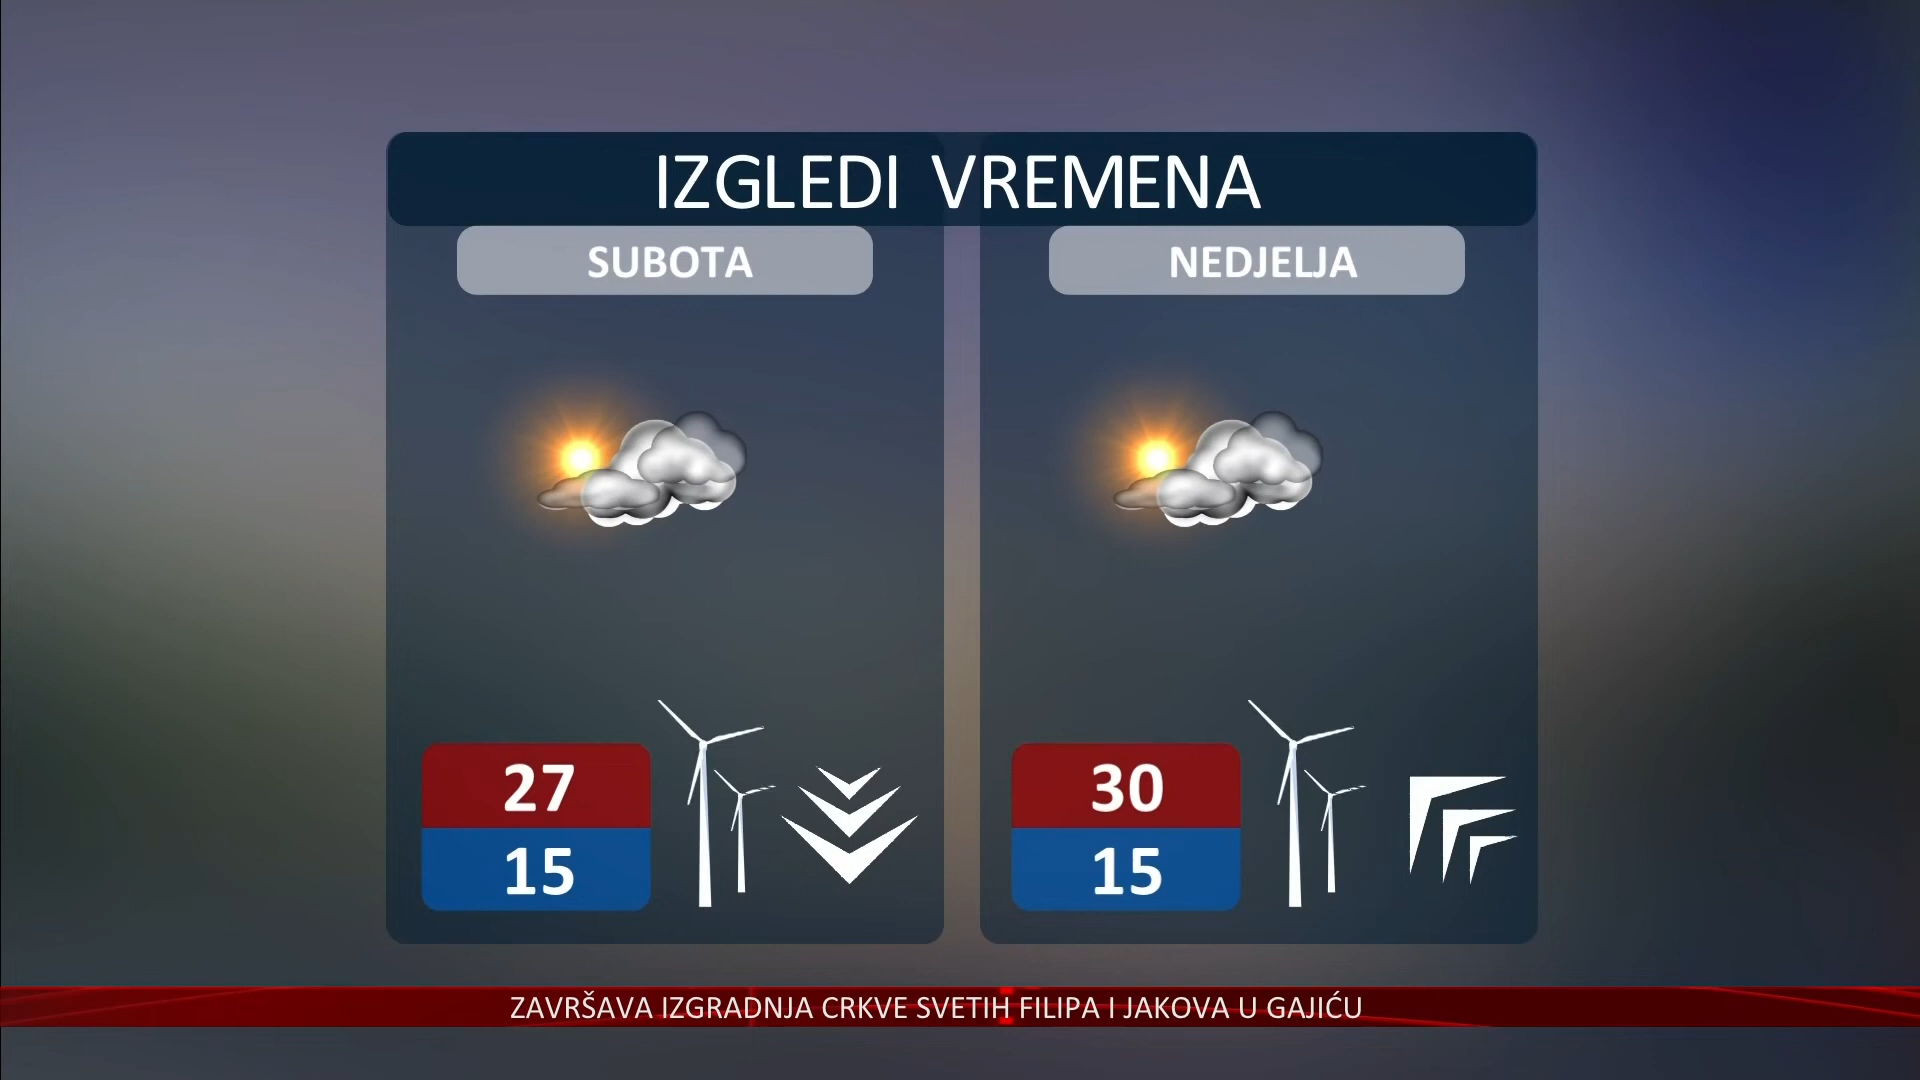 IZGLEDI VREMENA
SUBOTA
NEDJELJA
27
15
30
15
ZAVRŠAVA IZGRADNJA CRKVE SVETIH FILIPA I JAKOVA U GAJIĆU